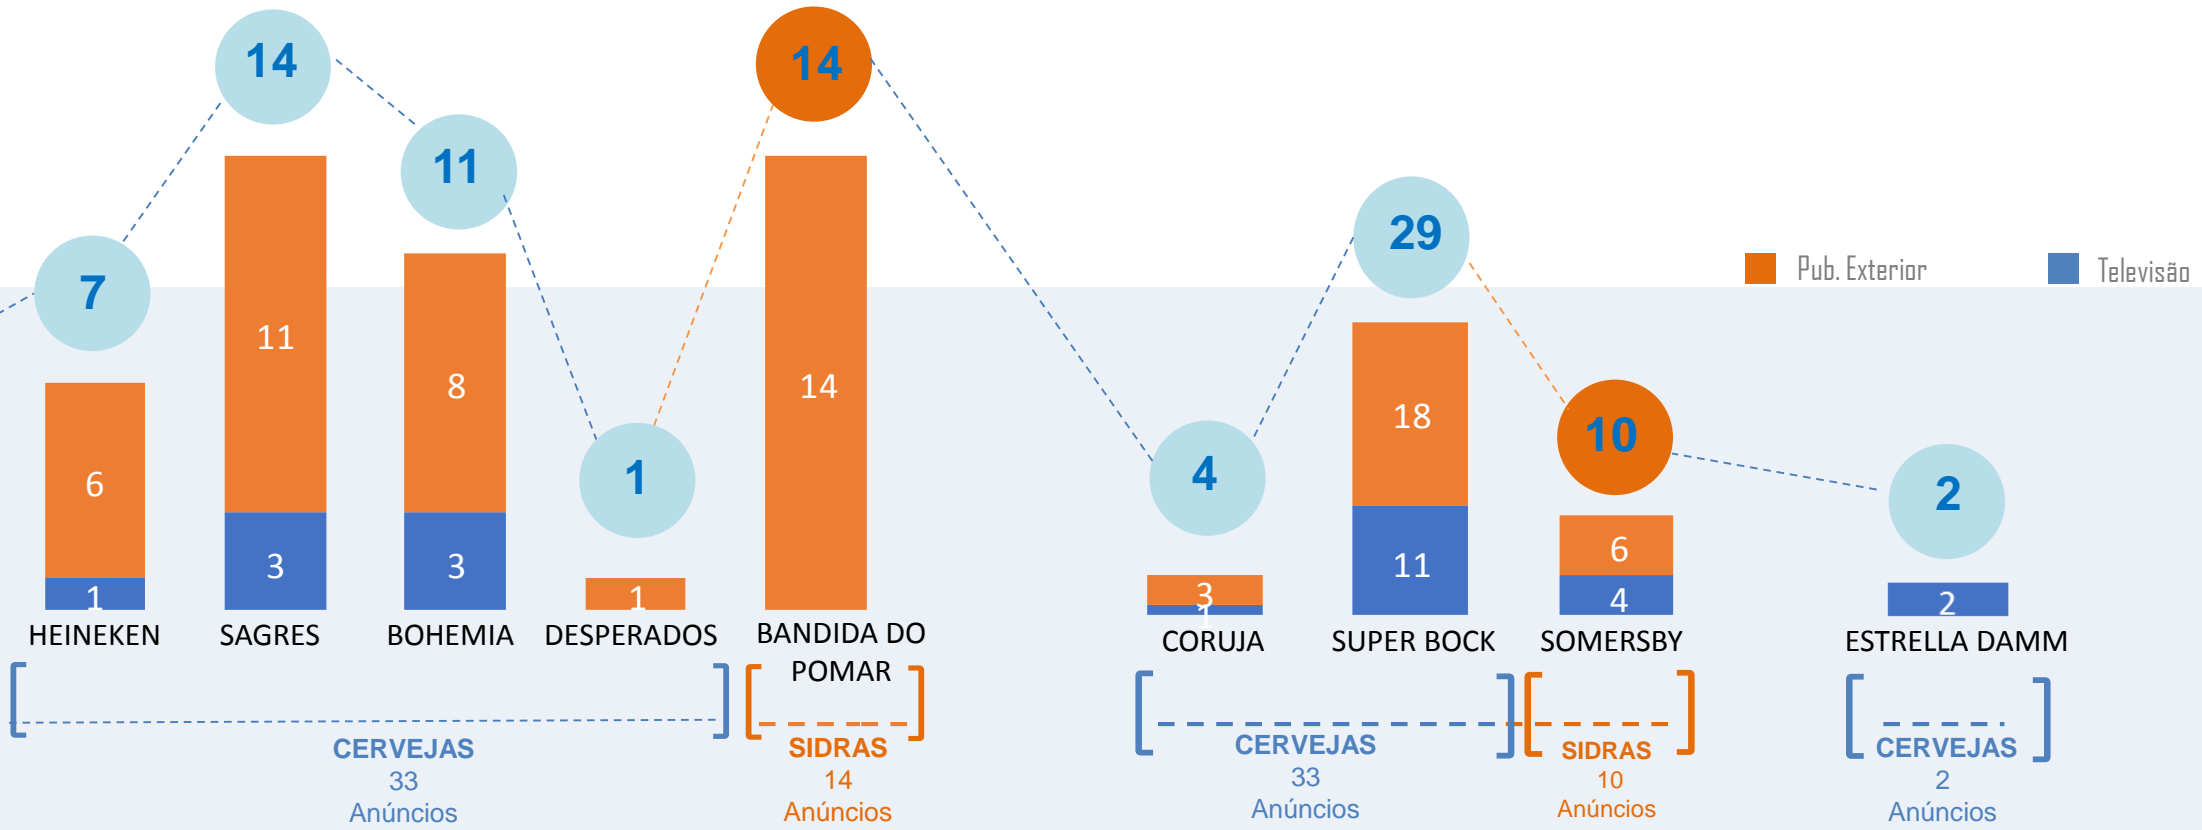 14
14
11
29
7
Pub. Exterior
Televisão
11
8
14
18
10
6
1
4
2
3
3
11
6
3
1
1
1
4
2
HEINEKEN
SAGRES
BOHEMIA
DESPERADOS
BANDIDA DO
POMAR
CORUJA
SUPER BOCK
SOMERSBY
ESTRELLA DAMM
CERVEJAS
33
Anúncios
SIDRAS
14
Anúncios
CERVEJAS
33
Anúncios
SIDRAS
10
Anúncios
CERVEJAS
2
Anúncios